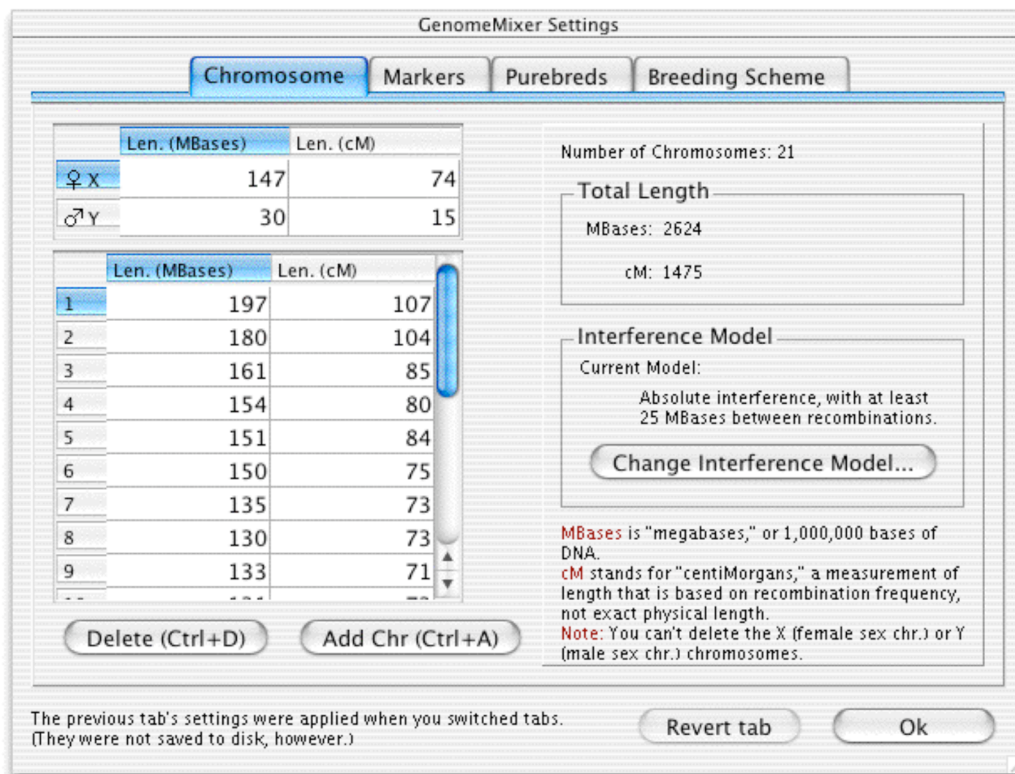 GenomeMixer Settings
Chromosome Markers Purebreds Breeding Scheme
Len. (MBases) Len. (cM)
♀ X 147 74
♂ Y 30 15
Len. (MBases) Len. (cM)
1 197 107
2 180 104
3 161 85
4 154 80
5 151 84
6 150 75
7 135 73
8 130 73
9 133 71
Delete (Ctrl+D) Add Chr (Ctrl+A)
Number of Chromosomes: 21
Total Length
MBases: 2624
cM: 1475
Interference Model
Current Model:
Absolute interference, with at least
25 MBases between recombinations.
Change Interference Model...
MBases is "megabases," or 1,000,000 bases of
DNA.
cM stands for "centiMorgans," a measurement of
length that is based on recombination frequency,
not exact physical length.
Note: You can't delete the X (female sex chr.) or Y
(male sex chr.) chromosomes.
The previous tab's settings were applied when you switched tabs.
(They were not saved to disk, however.)
Revert tab Ok